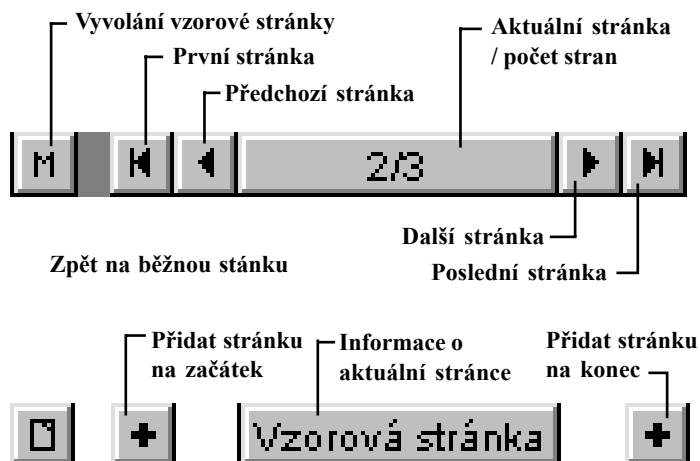 Vyvolání vzorové stránky
První stránka
Předchozí stránka
Aktuální stránka
/ počet stran
M
2/3
Další stránka
Poslední stránka
Zpět na běžnou stánku
Přidat stránku
na začátek
Informace o
aktuální stránce
Přidat stránku
na konec
Vzorová stránka